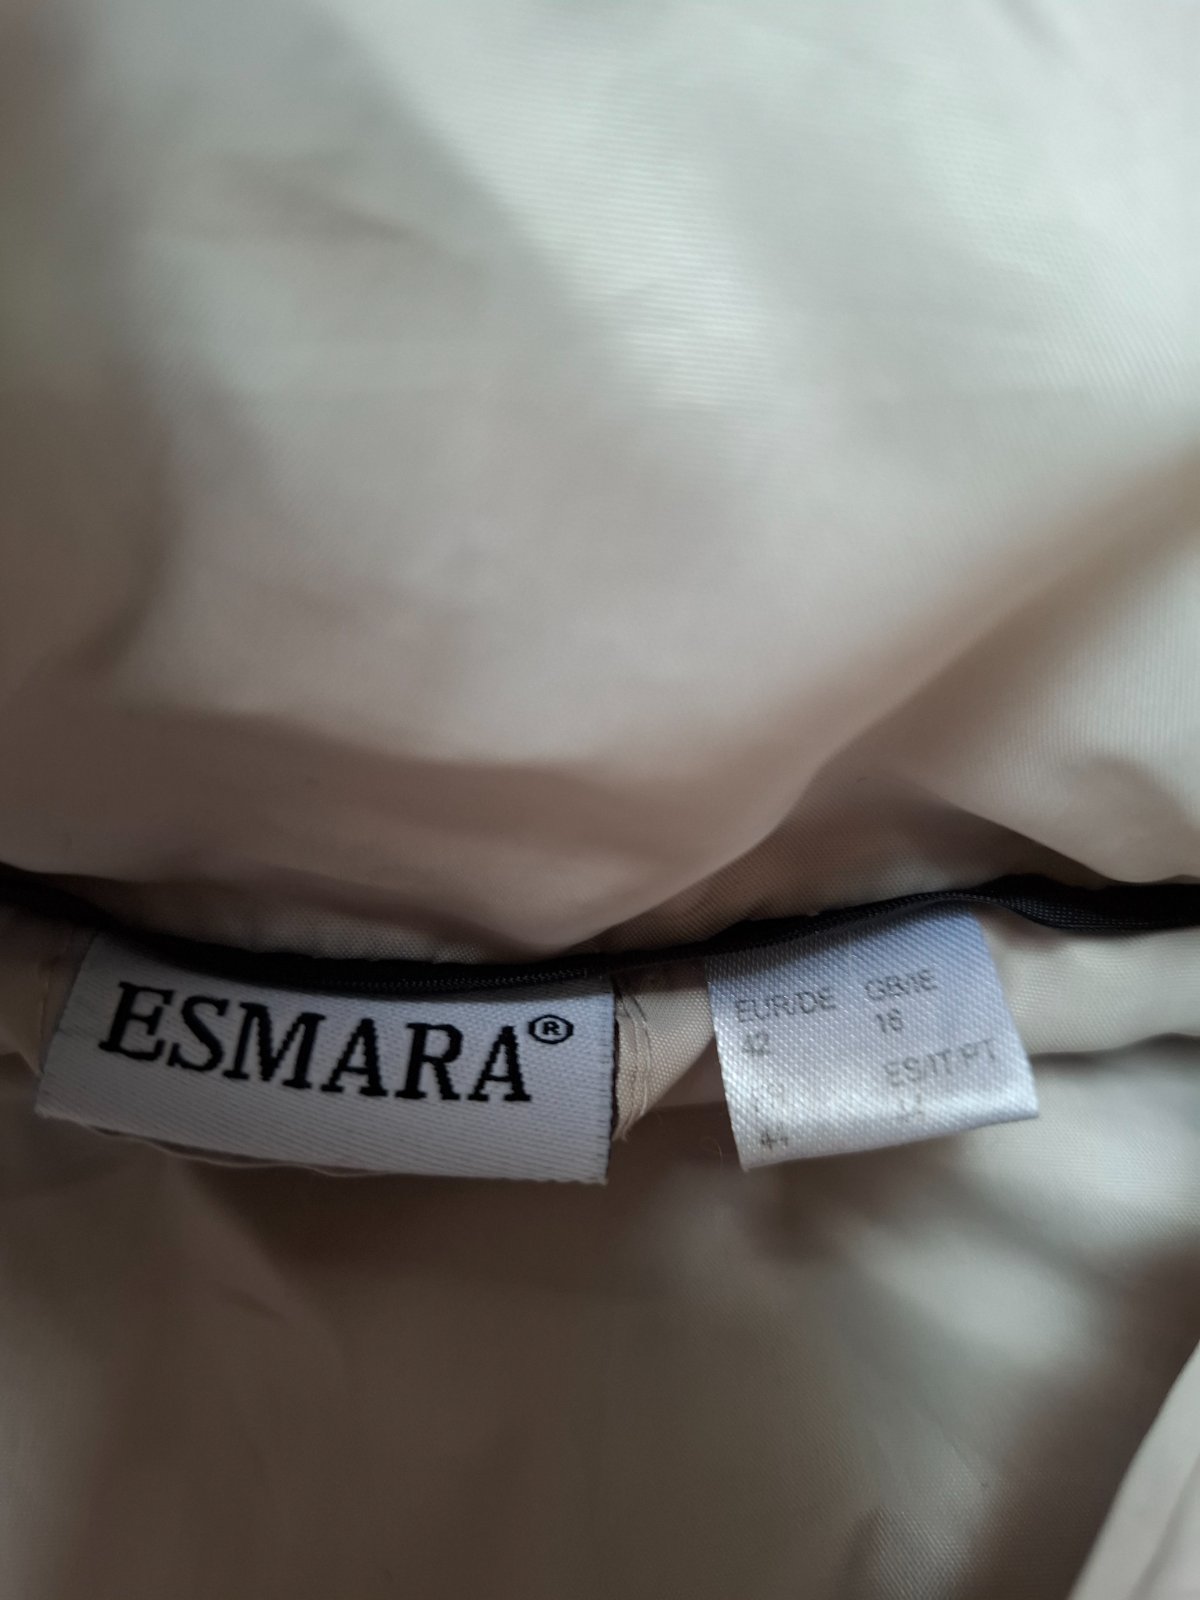 ESMARA®
EUR/DE GB/IE
42 16
ES/IT/PT
44